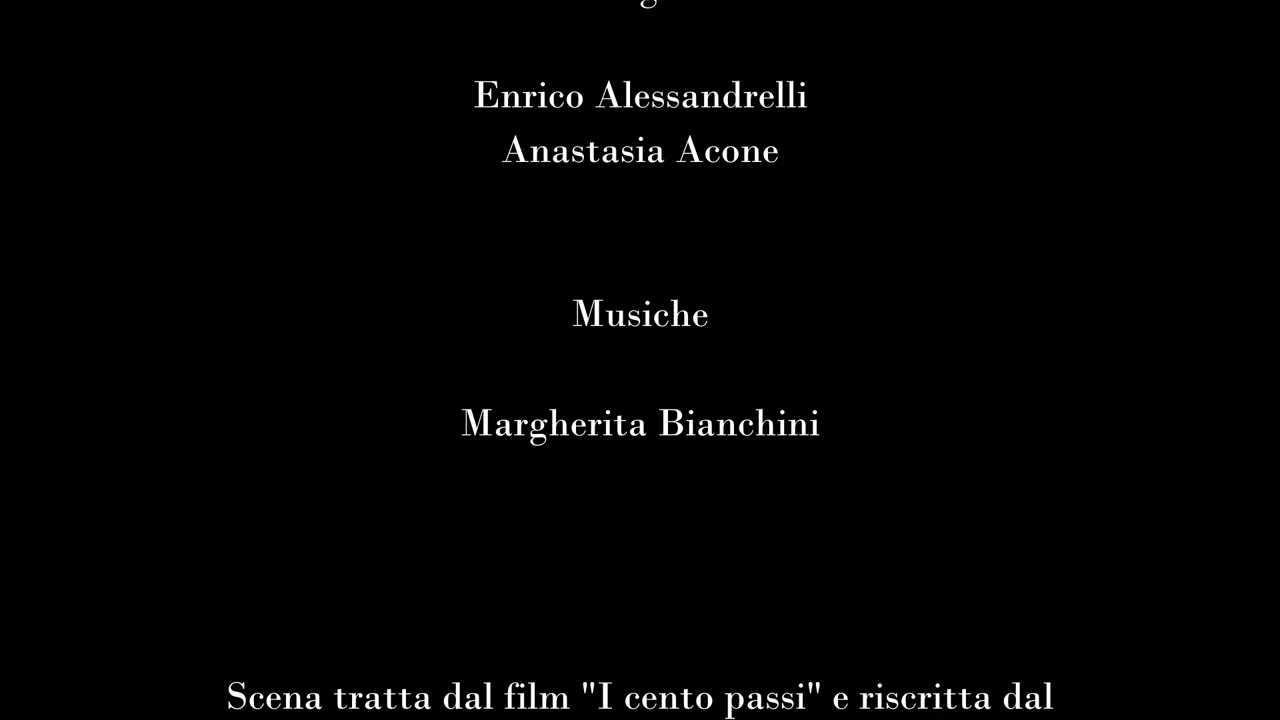 Enrico Alessandrelli
Anastasia Acone
Musiche
Margherita Bianchini
Scena tratta dal film "I cento passi" e riscritta dal